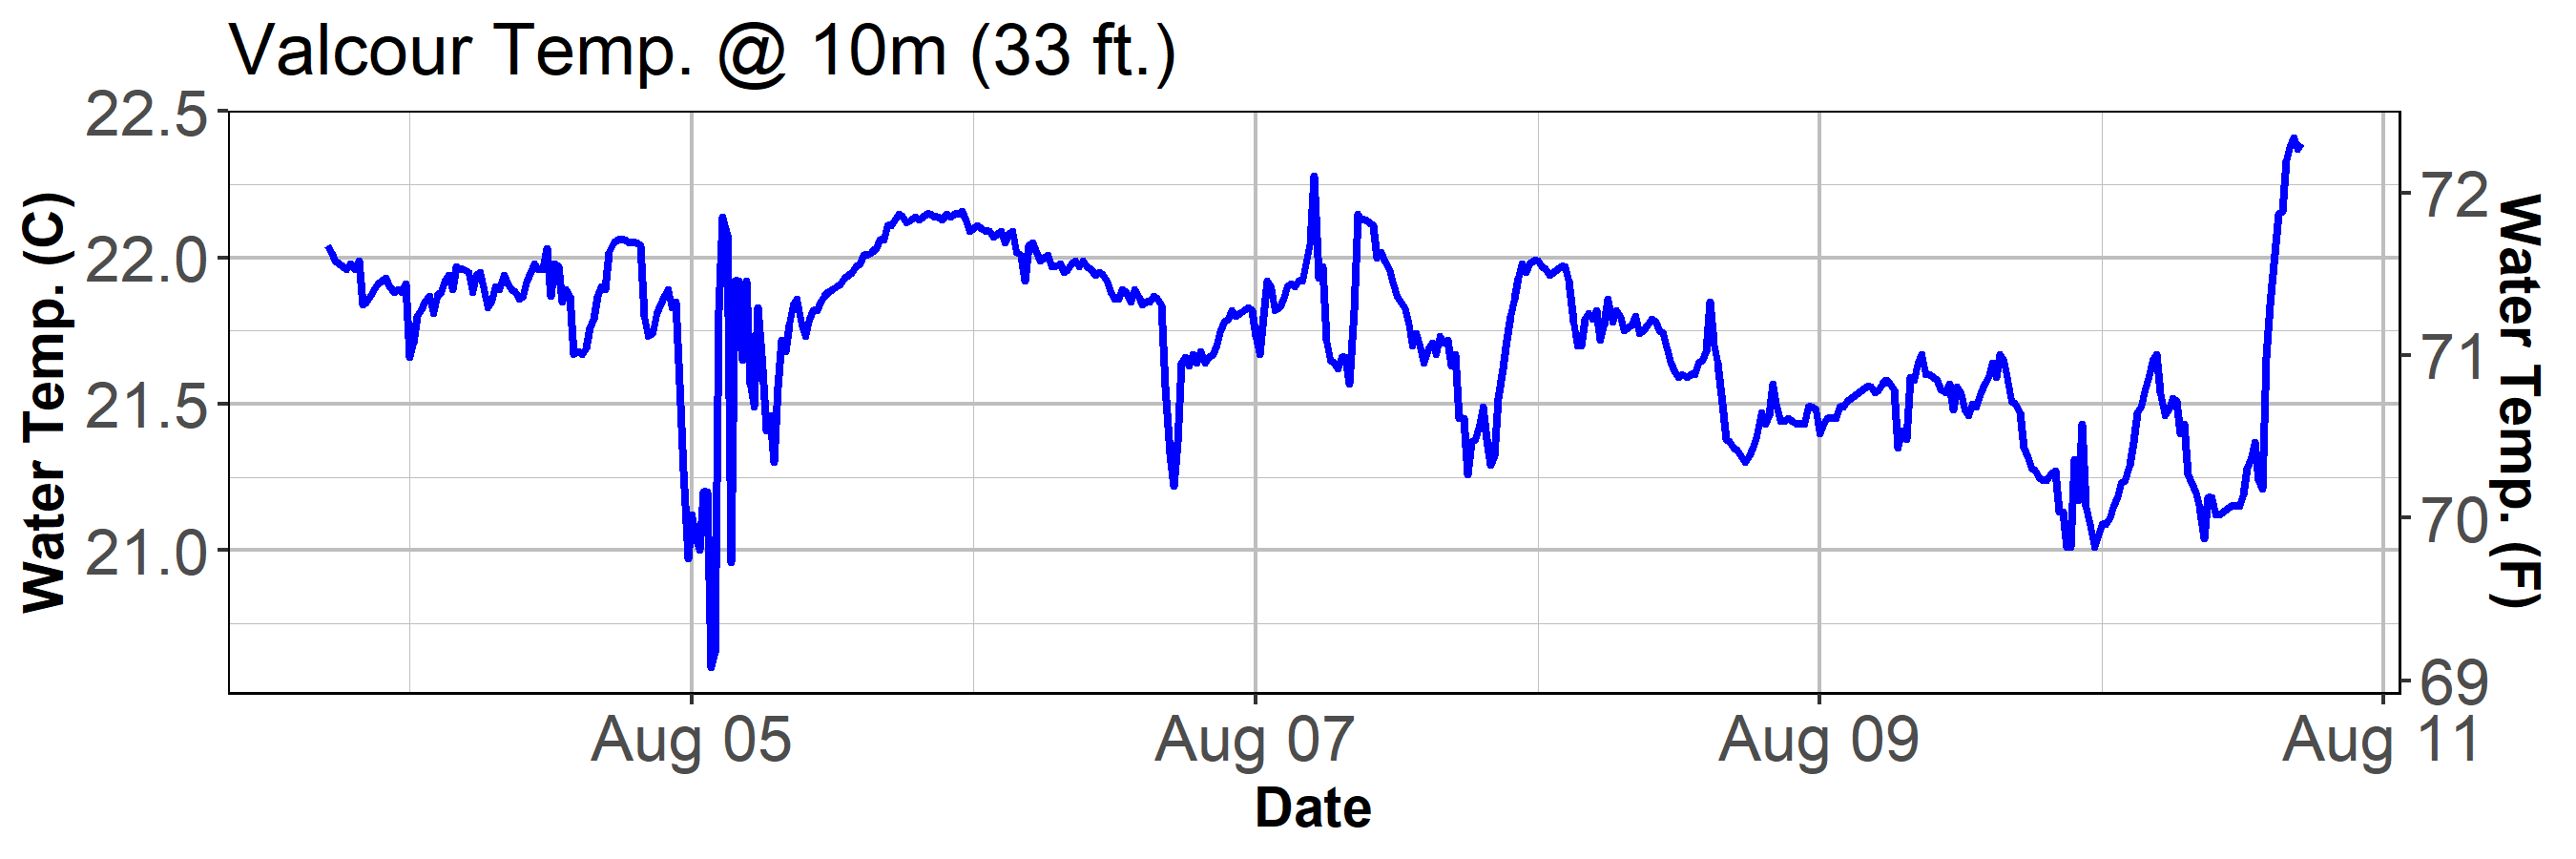 Valcour Temp. @ 10m (33 ft.)
22.5
22.0
21.5
21.0
Water Temp. (C)
72
71
70
69
Water Temp. (F)
Aug 05
Aug 07
Aug 09
Aug 11
Date